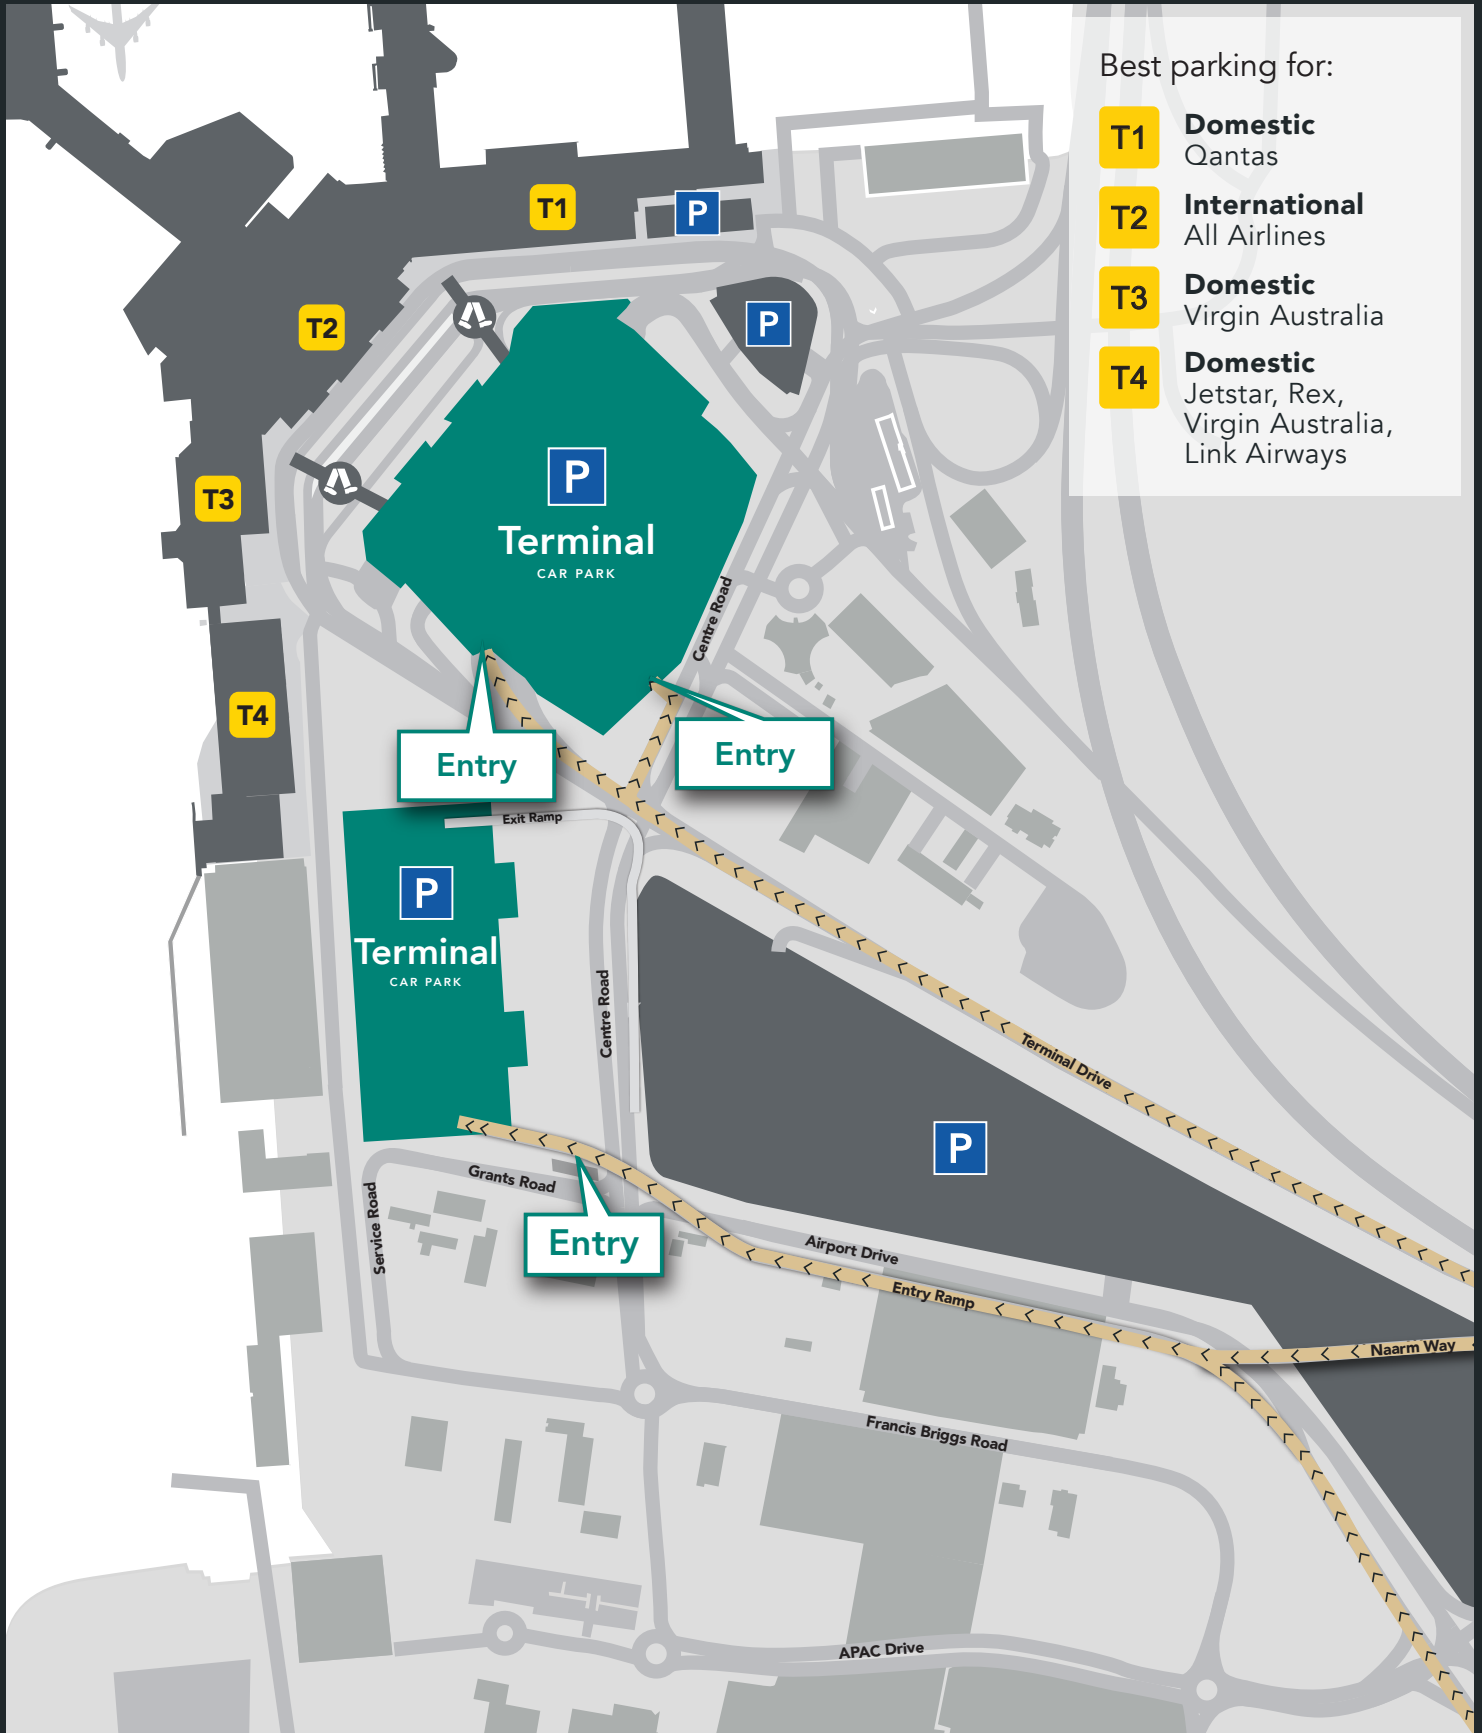 Best parking for:
T1
Domestic
Qantas
T2
International
All Airlines
T3
Domestic
Virgin Australia
T4
Domestic
Jetstar, Rex,
Virgin Australia,
Link Airways
T1
P
T2
P
T3
P
Terminal
CAR PARK
Centre Road
T4
Entry
Entry
Exit Ramp
P
Terminal
CAR PARK
Centre Road
Terminal Drive
P
Grants Road
Service Road
Entry
Airport Drive
Entry Ramp
Naarm Way
Francis Briggs Road
APAC Drive